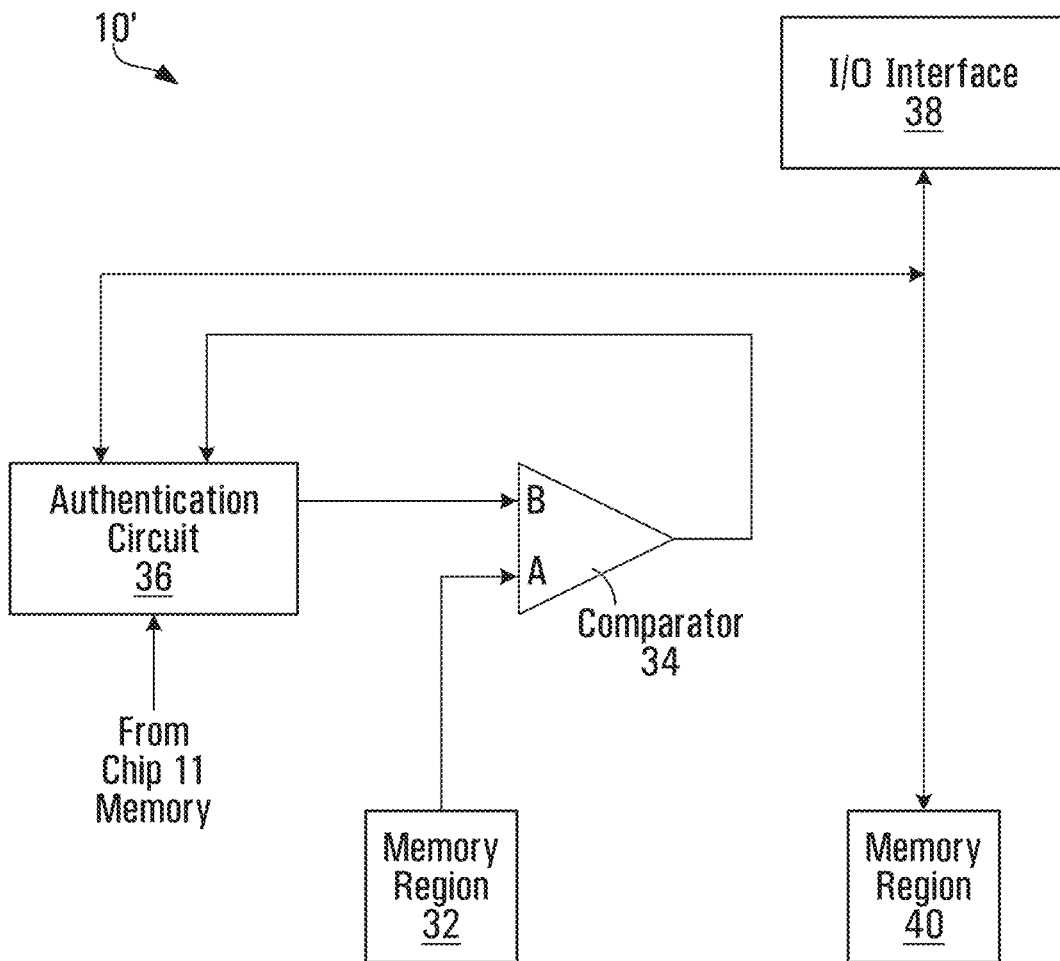 10'
I/O Interface
38
Authentication
Circuit
36
B
A
Comparator
34
From
Chip 11
Memory
Memory
Region
32
Memory
Region
40